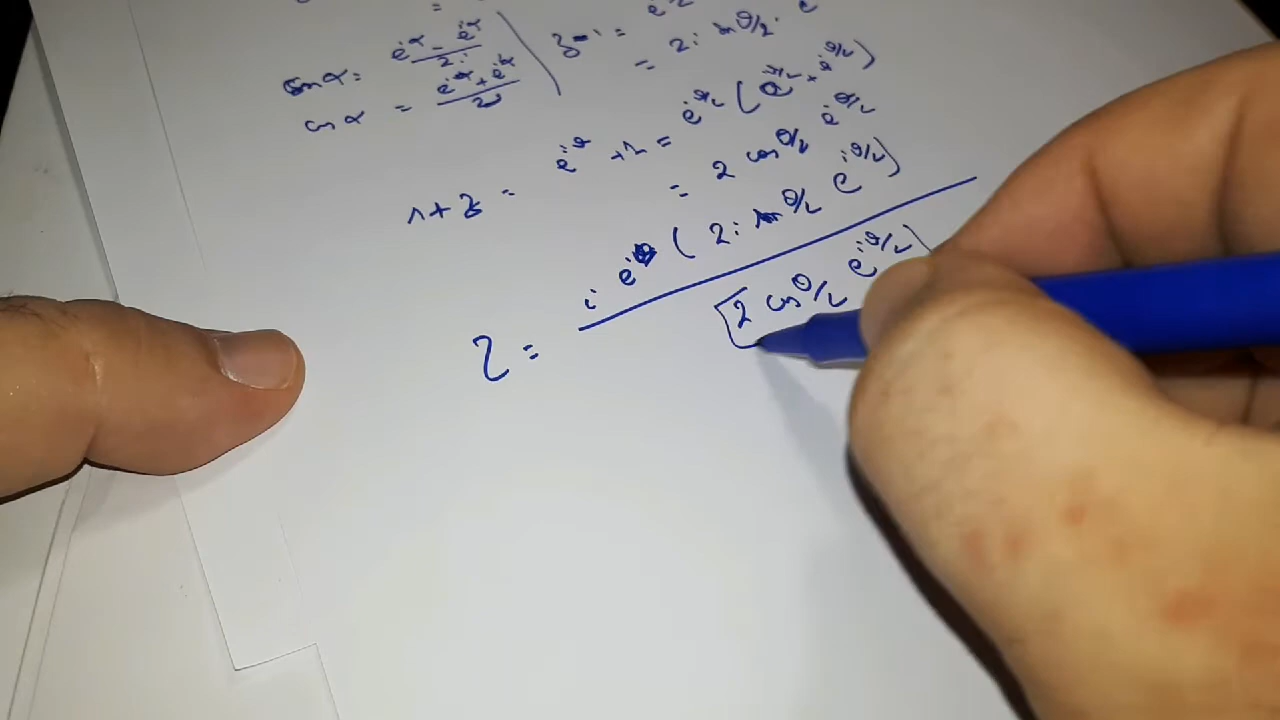 sin α = (e^{iα} - e^{iα}) / 2i
cos α = (e^{iα} + e^{iα}) / 2
z - 1 =
= 2i sin θ/2 · e
1 + z = e^{iθ} + 1 = e^{iθ/2} (e^{iθ/2} + e^{iθ/2})
= 2 cos θ/2 e^{iθ/2}
Z = i e^{iθ} (2i sin θ/2 e^{iθ/2}) / [2 cos θ/2 e^{iθ/2}]